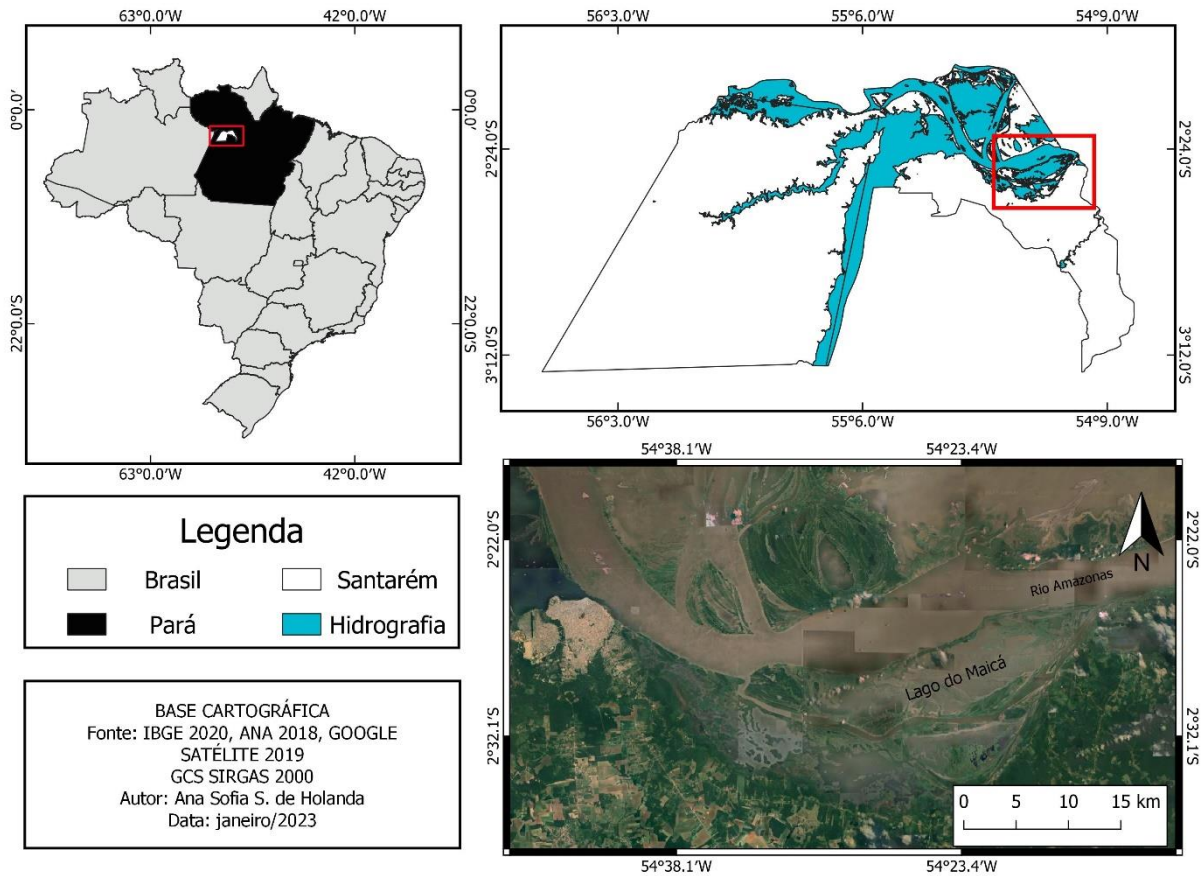 63°0.0'W 42°0.0'W
0°0.0'
0°0.0'
22°0.0'S
22°0.0'S
63°0.0'W 42°0.0'W
56°3.0'W 55°6.0'W 54°9.0'W
2°24.0'S
2°24.0'S
3°12.0'S
3°12.0'S
56°3.0'W 55°6.0'W 54°9.0'W
Legenda
Brasil Santarém
Pará Hidrografia
BASE CARTOGRÁFICA
Fonte: IBGE 2020, ANA 2018, GOOGLE
SATÉLITE 2019
GCS SIRGAS 2000
Autor: Ana Sofia S. de Holanda
Data: janeiro/2023
54°38.1'W 54°23.4'W
2°22.0'S
2°22.0'S
N
Rio Amazonas
Lago do Maicá
2°32.1'S
2°32.1'S
0 5 10 15 km
54°38.1'W 54°23.4'W